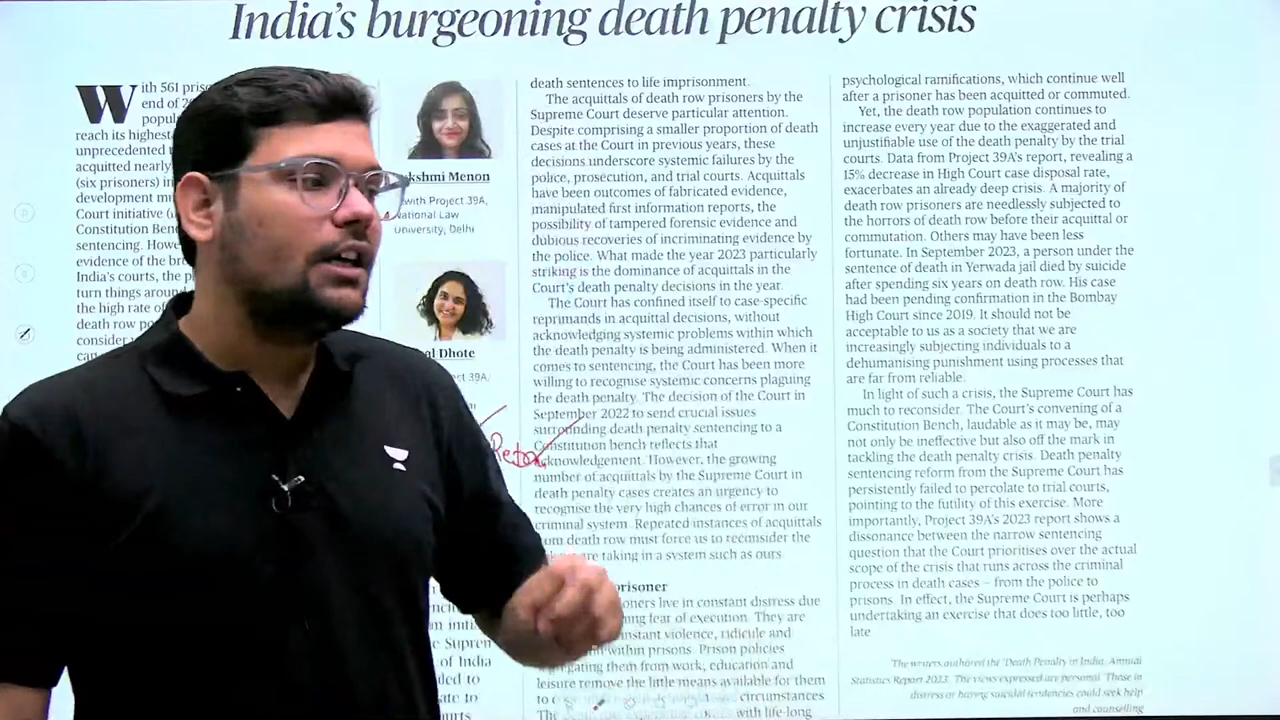 India's burgeoning death penalty crisis
With 561 priso
end of 20
popul
reach its highest
unprecedented
acquitted nearly
(six prisoners) in
development mu
Court initiative (
Constitution Benc
sentencing. Howe
evidence of the br
India's courts, the p
turn things aroun
the high rate of
death row po
consider
can
kshmi Menon
with Project 39A,
National Law
University, Delhi
al Dhote
ect 39A,
death sentences to life imprisonment.
The acquittals of death row prisoners by the
Supreme Court deserve particular attention.
Despite comprising a smaller proportion of death
cases at the Court in previous years, these
decisions underscore systemic failures by the
police, prosecution, and trial courts. Acquittals
have been outcomes of fabricated evidence,
manipulated first information reports, the
possibility of tampered forensic evidence and
dubious recoveries of incriminating evidence by
the police. What made the year 2023 particularly
striking is the dominance of acquittals in the
Court's death penalty decisions in the year.
The Court has confined itself to case-specific
reprimands in acquittal decisions, without
acknowledging systemic problems within which
the death penalty is being administered. When it
comes to sentencing, the Court has been more
willing to recognise systemic concerns plaguing
the death penalty. The decision of the Court in
September 2022 to send crucial issues
surrounding death penalty sentencing to a
Constitution bench reflects that
acknowledgement. However, the growing
number of acquittals by the Supreme Court in
death penalty cases creates an urgency to
recognise the very high chances of error in our
criminal system. Repeated instances of acquittals
om death row must force us to reconsider the
are taking in a system such as ours
prisoner
oners live in constant distress due
ng fear of execution. They are
nstant violence, ridicule and
within prisons. Prison policies
gating them from work, education and
leisure remove the little means available for them
to circumstances
The with life-long
m initi
e Supren
of India
ded to
ate to
urts
psychological ramifications, which continue well
after a prisoner has been acquitted or commuted.
Yet, the death row population continues to
increase every year due to the exaggerated and
unjustifiable use of the death penalty by the trial
courts. Data from Project 39A's report, revealing a
15% decrease in High Court case disposal rate,
exacerbates an already deep crisis. A majority of
death row prisoners are needlessly subjected to
the horrors of death row before their acquittal or
commutation. Others may have been less
fortunate. In September 2023, a person under the
sentence of death in Yerwada jail died by suicide
after spending six years on death row. His case
had been pending confirmation in the Bombay
High Court since 2019. It should not be
acceptable to us as a society that we are
increasingly subjecting individuals to a
dehumanising punishment using processes that
are far from reliable.
In light of such a crisis, the Supreme Court has
much to reconsider. The Court's convening of a
Constitution Bench, laudable as it may be, may
not only be ineffective but also off the mark in
tackling the death penalty crisis. Death penalty
sentencing reform from the Supreme Court has
persistently failed to percolate to trial courts,
pointing to the futility of this exercise. More
importantly, Project 39A's 2023 report shows a
dissonance between the narrow sentencing
question that the Court prioritises over the actual
scope of the crisis that runs across the criminal
process in death cases – from the police to
prisons. In effect, the Supreme Court is perhaps
undertaking an exercise that does too little, too
late
The writers authored the 'Death Penalty in India: Annual
Statistics Report 2023. The views expressed are personal. Those in
distress or having suicidal tendencies could seek help
and counselling